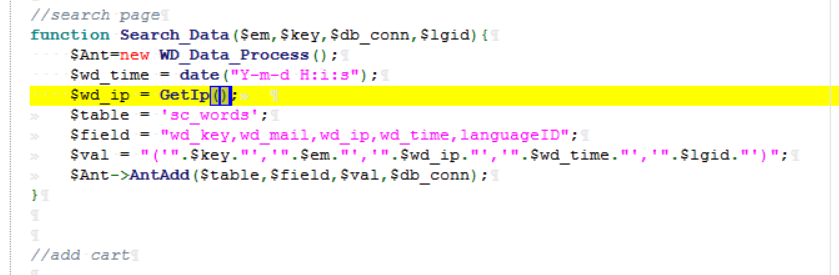 //search page
function Search_Data($em,$key,$db_conn,$lgid){
$Ant=new WD_Data_Process();
$wd_time = date("Y-m-d H:i:s");
$wd_ip = GetIp();
$table = 'sc_words';
$field = "wd_key,wd_mail,wd_ip,wd_time,languageID";
$val = "('".$key."','".$em."','".$wd_ip."','".$wd_time."','".$lgid."')";
$Ant->AntAdd($table,$field,$val,$db_conn);
}
//add cart